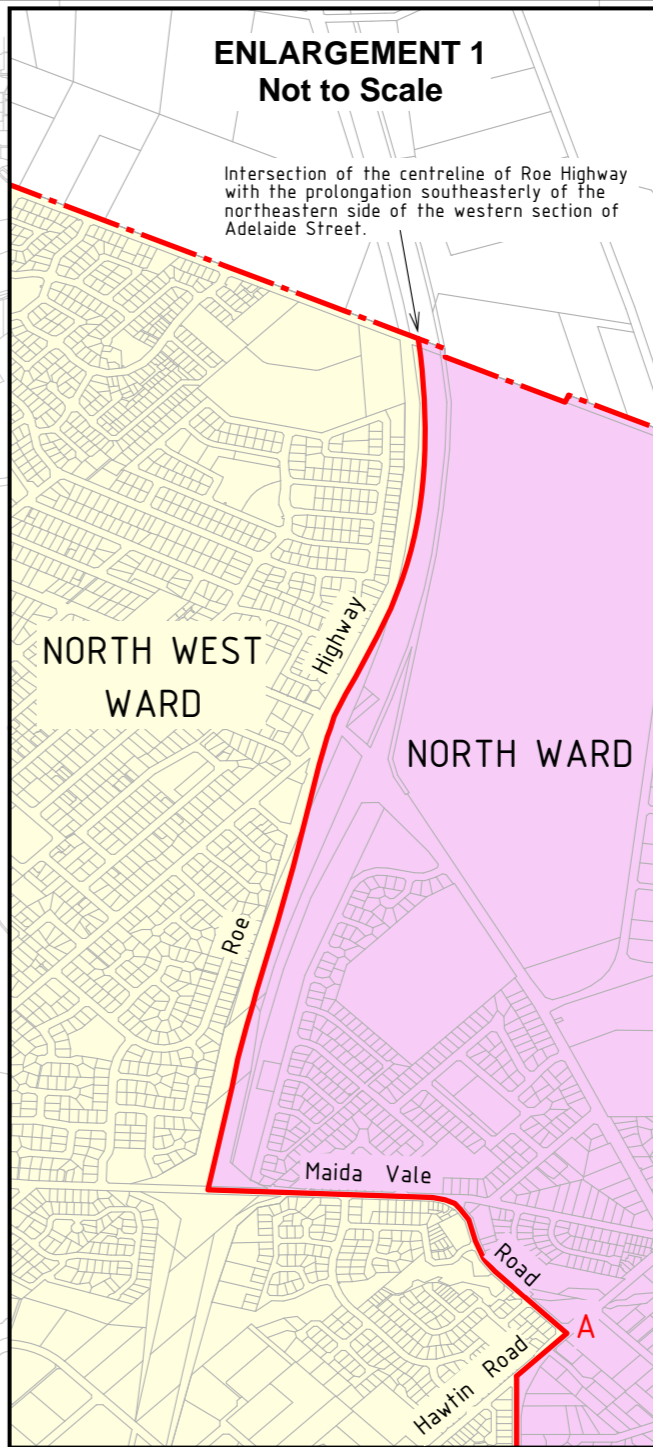 ENLARGEMENT 1
Not to Scale
Intersection of the centreline of Roe Highway
with the prolongation southeasterly of the
northeastern side of the western section of
Adelaide Street.
Highway
NORTH WEST
WARD
NORTH WARD
Roe
Maida Vale
Road
A
Hawtin Road